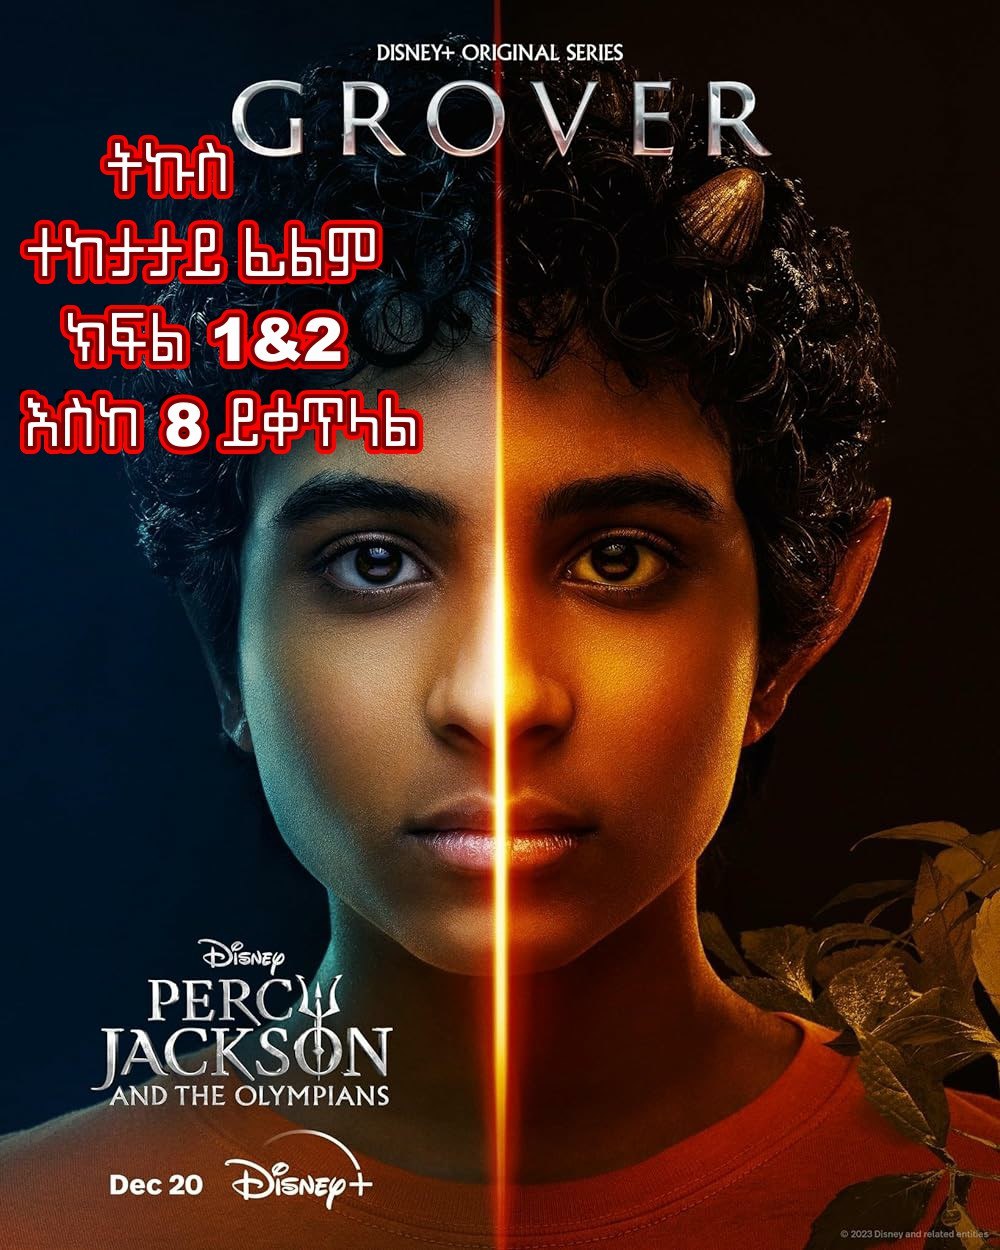 DISNEY+ ORIGINAL SERIES
GROVER
ትኩስ
ተከታታይ ፊልም
ክፍል 1&2
እስከ 8 ይቀጥላል
Disney
PERCY
JACKSON
AND THE OLYMPIANS
Dec 20 Disney+
© 2023 Disney and related entities